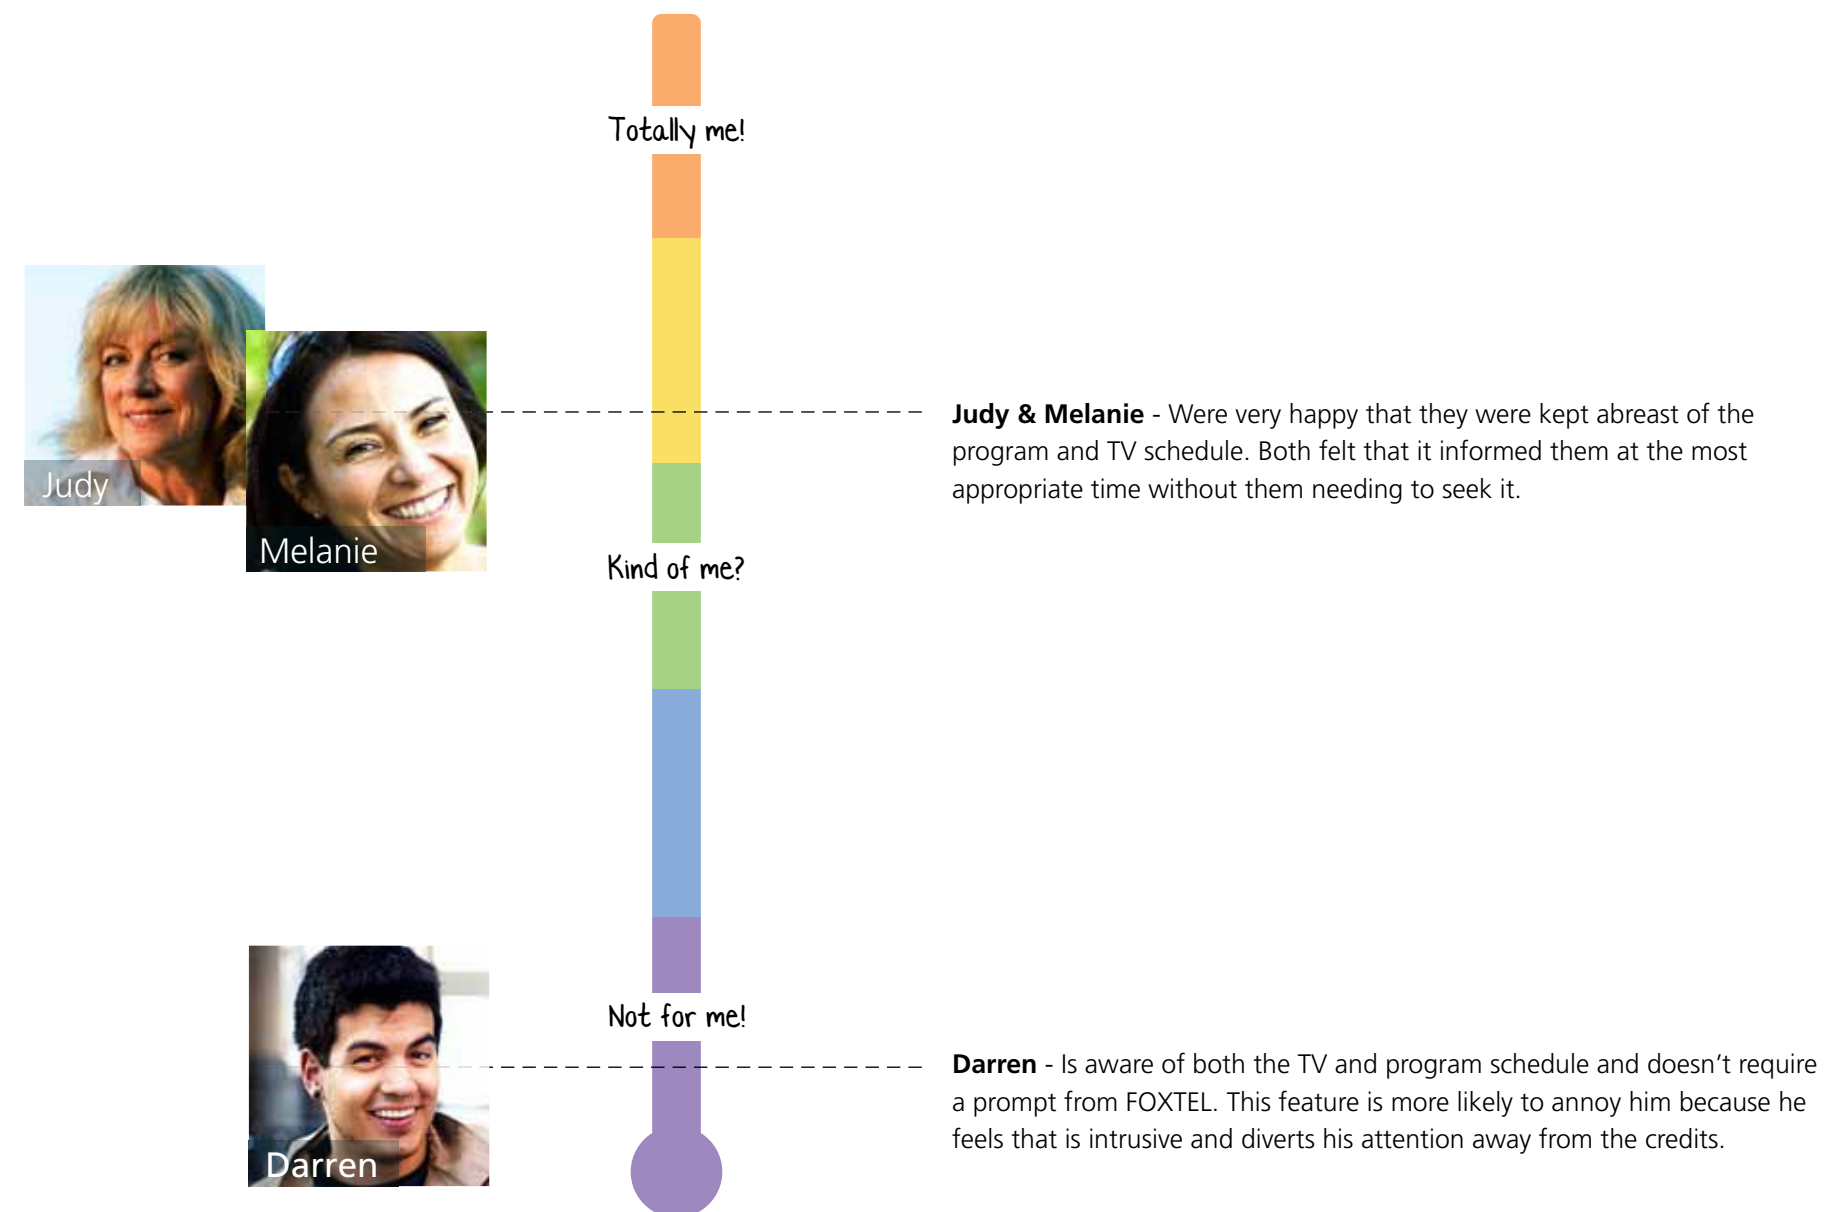 Totally me!
Judy
Melanie
Judy & Melanie - Were very happy that they were kept abreast of the
program and TV schedule. Both felt that it informed them at the most
appropriate time without them needing to seek it.
Kind of me?
Not for me!
Darren
Darren - Is aware of both the TV and program schedule and doesn't require
a prompt from FOXTEL. This feature is more likely to annoy him because he
feels that is intrusive and diverts his attention away from the credits.